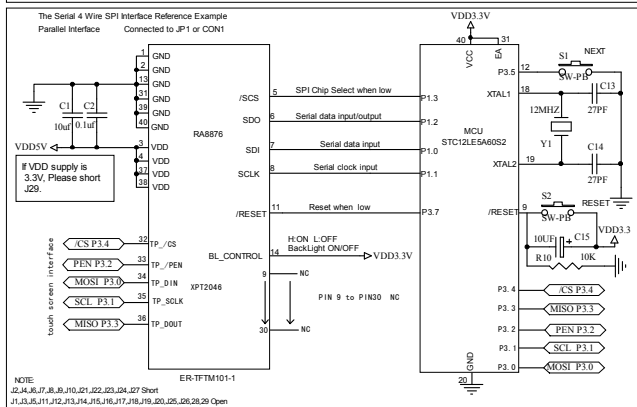 The Serial 4 Wire SPI Interface Reference Example
Parallel Interface Connected to JP1 or CON1
VDD3.3V
1 GND
2 GND
13 GND
31 GND
39 GND
40 GND
3 VDD
4 VDD
37 VDD
38 VDD
C1
10uf
C2
0.1uf
VDD5V
If VDD supply is
3.3V, Please short
J29.
RA8876
/SCS 5 SPI Chip Select when low P1.3
SDO 6 Serial data input/output P1.2
SDI 7 Serial data input P1.0
SCLK 8 Serial clock input P1.1
/RESET 11 Reset when low P3.7
H:ON L:OFF
BL_CONTROL 14 BackLight ON/OFF VDD3.3V
9 NC
PIN 9 to PIN30 NC
30 NC
touch screen interface
/CS P3.4 32 TP_/CS
PEN P3.2 33 TP_/PEN
MOSI P3.0 34 TP_DIN
SCL P3.1 35 TP_SCLK
MISO P3.3 36 TP_DOUT
XPT2046
ER-TFTM101-1
40 VCC
31 EA
MCU
STC12LE5A60S2
P3.5 12
S1 NEXT
SW-PB
XTAL1 18
C13
27PF
12MHZ
Y1
XTAL2 19
C14
27PF
S2
RESET
/RESET 9
SW-PB
VDD3.3
10UF + C15
R10 10K
P3. 4 /CS P3.4
P3. 3 MISO P3.3
P3. 2 PEN P3.2
P3. 1 SCL P3.1
P3. 0 MOSI P3.0
GND
20
NOTE:
J2,J4,J6,J7,J8,J9,J10,J21,J22,J23,J24,J27 Short
J1,J3,J5,J11,J12,J13,J14,J15,J16,J17,J18,J19,J20,J25,J26,28,29 Open